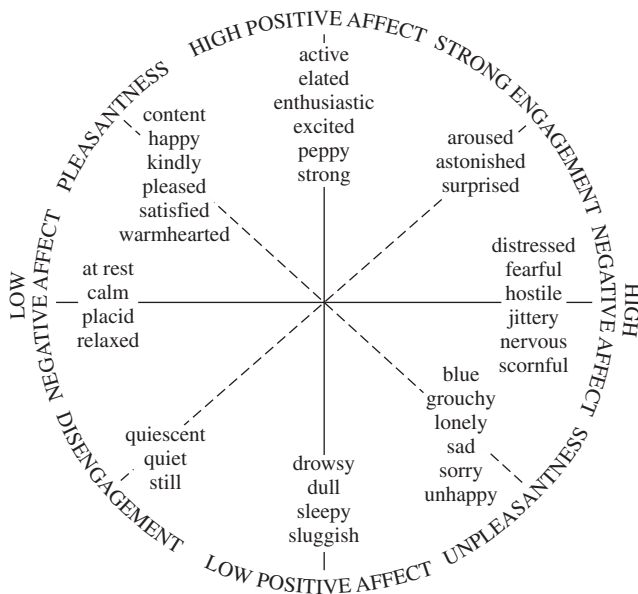 HIGH POSITIVE AFFECT
STRONG ENGAGEMENT
PLEASANTNESS
active
elated
enthusiastic
excited
peppy
strong
content
happy
kindly
pleased
satisfied
warmhearted
aroused
astonished
surprised
LOW
NEGATIVE AFFECT
at rest
calm
placid
relaxed
distressed
fearful
hostile
jittery
nervous
scornful
HIGH
NEGATIVE AFFECT
quiescent
quiet
still
DISENGAGEMENT
drowsy
dull
sleepy
sluggish
LOW POSITIVE AFFECT
blue
grouchy
lonely
sad
sorry
unhappy
UNPLEASANTNESS